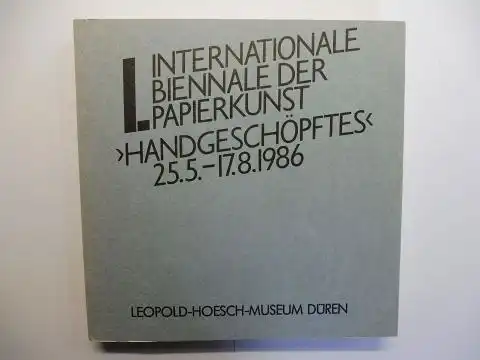 I. INTERNATIONALE
BIENNALE DER
PAPIERKUNST
›HANDGESCHÖPFTES‹
25.5.–17.8.1986
LEOPOLD-HOESCH-MUSEUM DÜREN